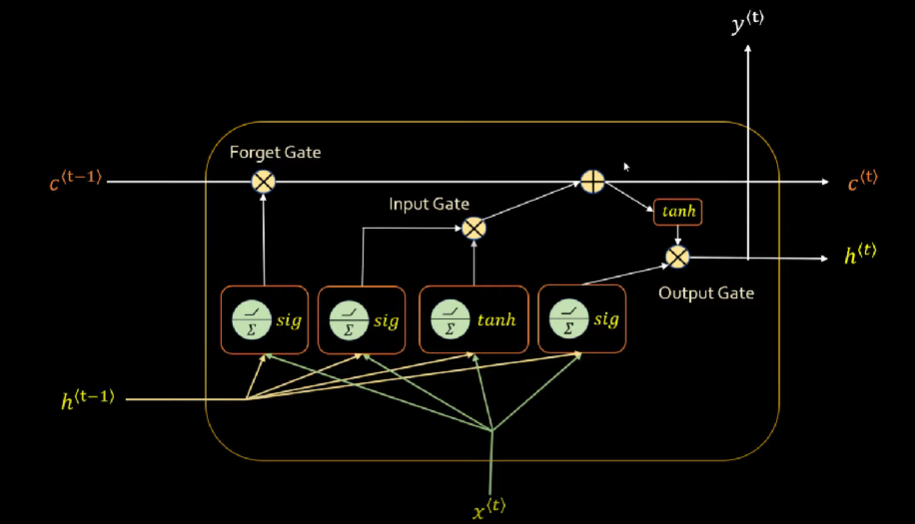 y⟨t⟩
Forget Gate
c⟨t−1⟩
c⟨t⟩
Input Gate
tanh
h⟨t⟩
Output Gate
Σ sig
Σ sig
Σ tanh
Σ sig
h⟨t−1⟩
x⟨t⟩